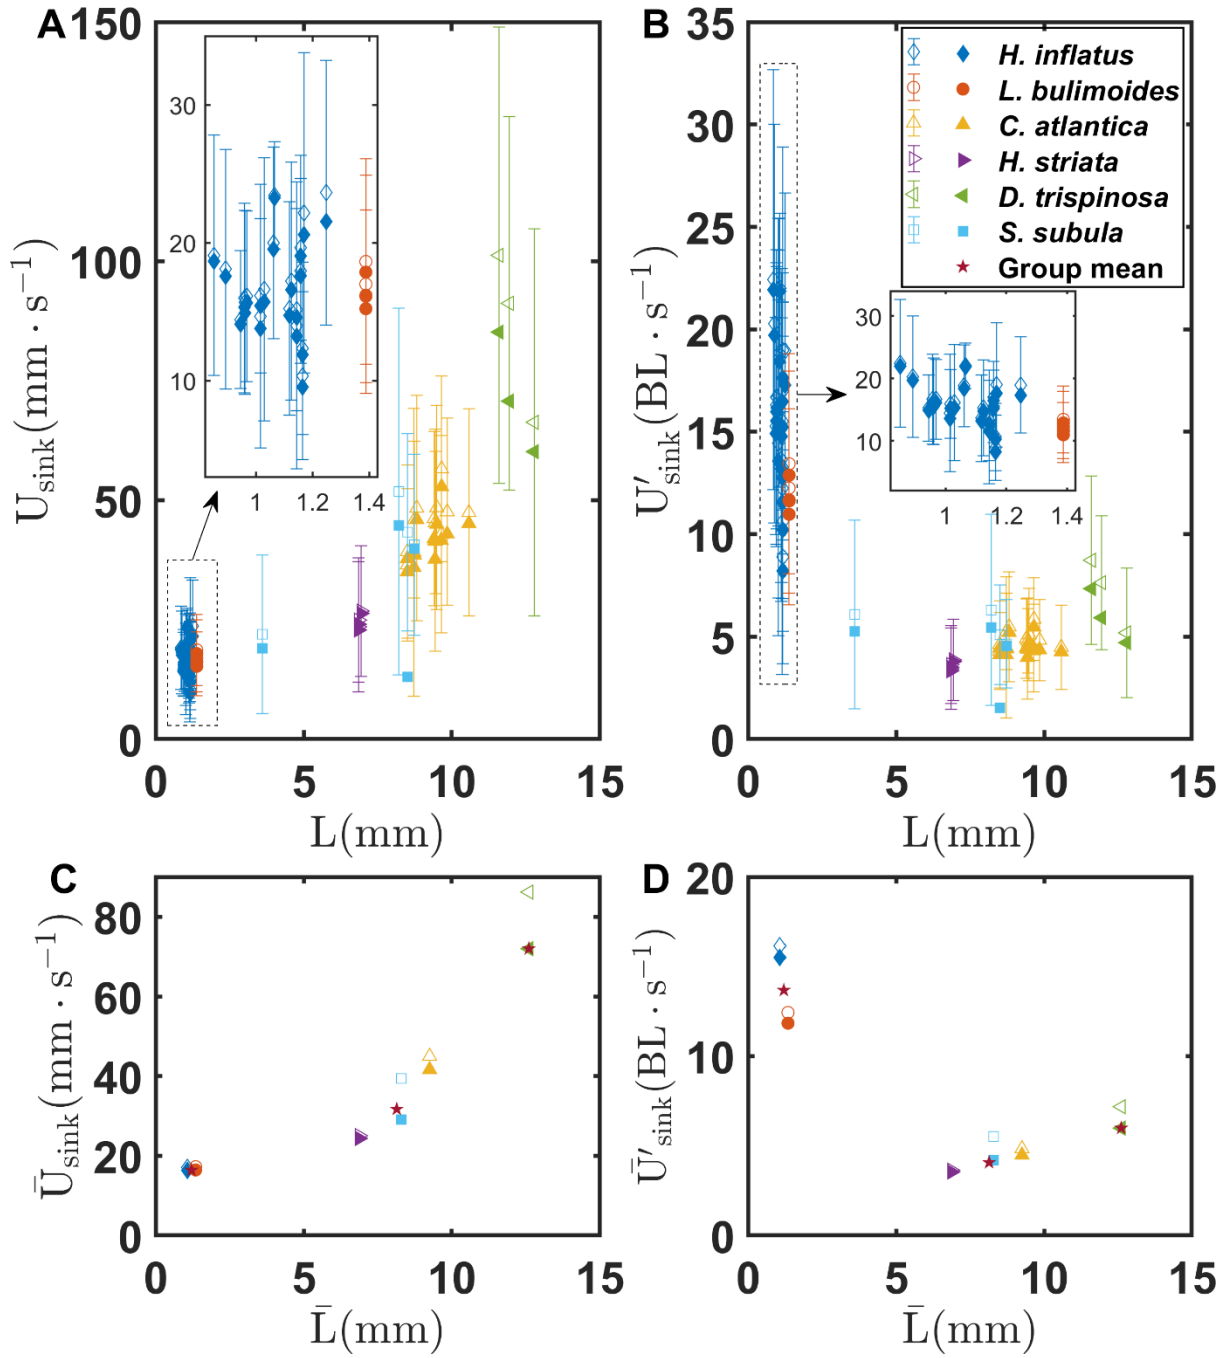 A
150
100
50
0
U_sink(mm · s⁻¹)
30
20
10
1
1.2
1.4
0 5 10 15
L(mm)
B
35
30
25
20
15
10
5
0
U′_sink(BL · s⁻¹)
H. inflatus
L. bulimoides
C. atlantica
H. striata
D. trispinosa
S. subula
Group mean
30
20
10
1 1.2 1.4
0 5 10 15
L(mm)
C
80
60
40
20
0
Ū_sink(mm · s⁻¹)
0 5 10 15
L̄(mm)
D
20
10
0
Ū′_sink(BL · s⁻¹)
0 5 10 15
L̄(mm)